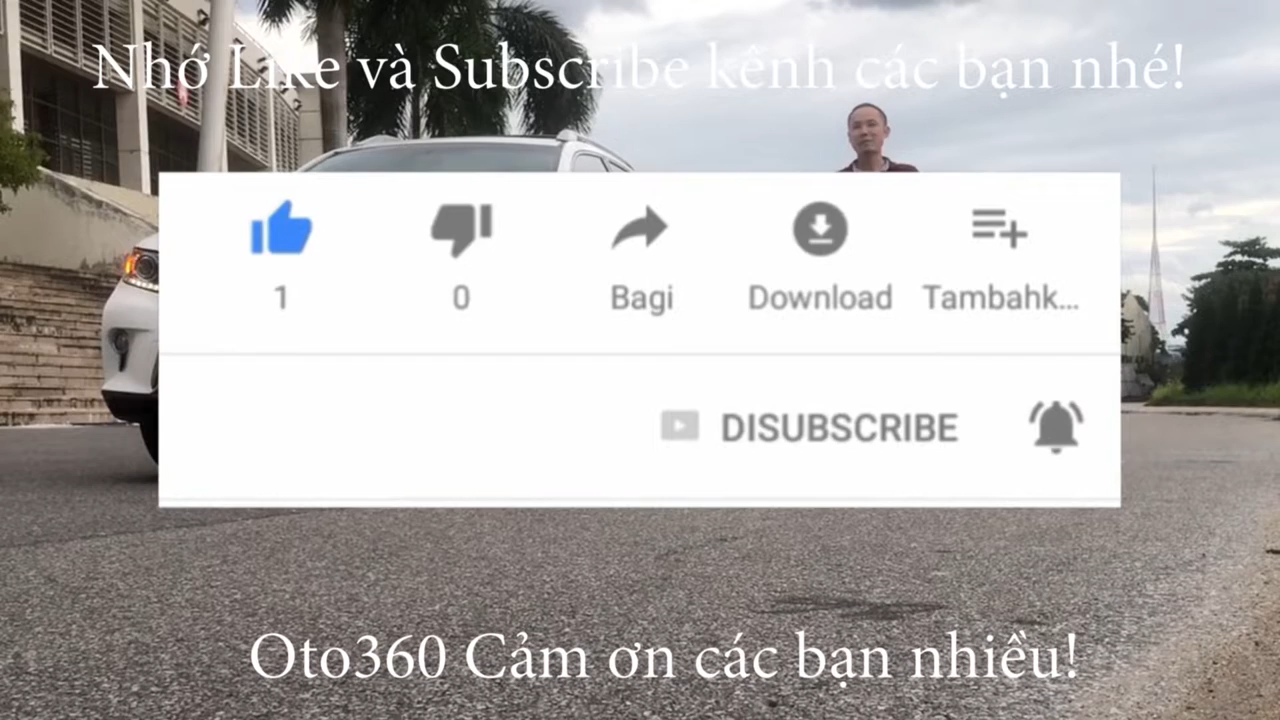 Nhớ Like và Subscribe kênh các bạn nhé!
1 0 Bagi Download Tambahk...
DISUBSCRIBE
Oto360 Cảm ơn các bạn nhiều!